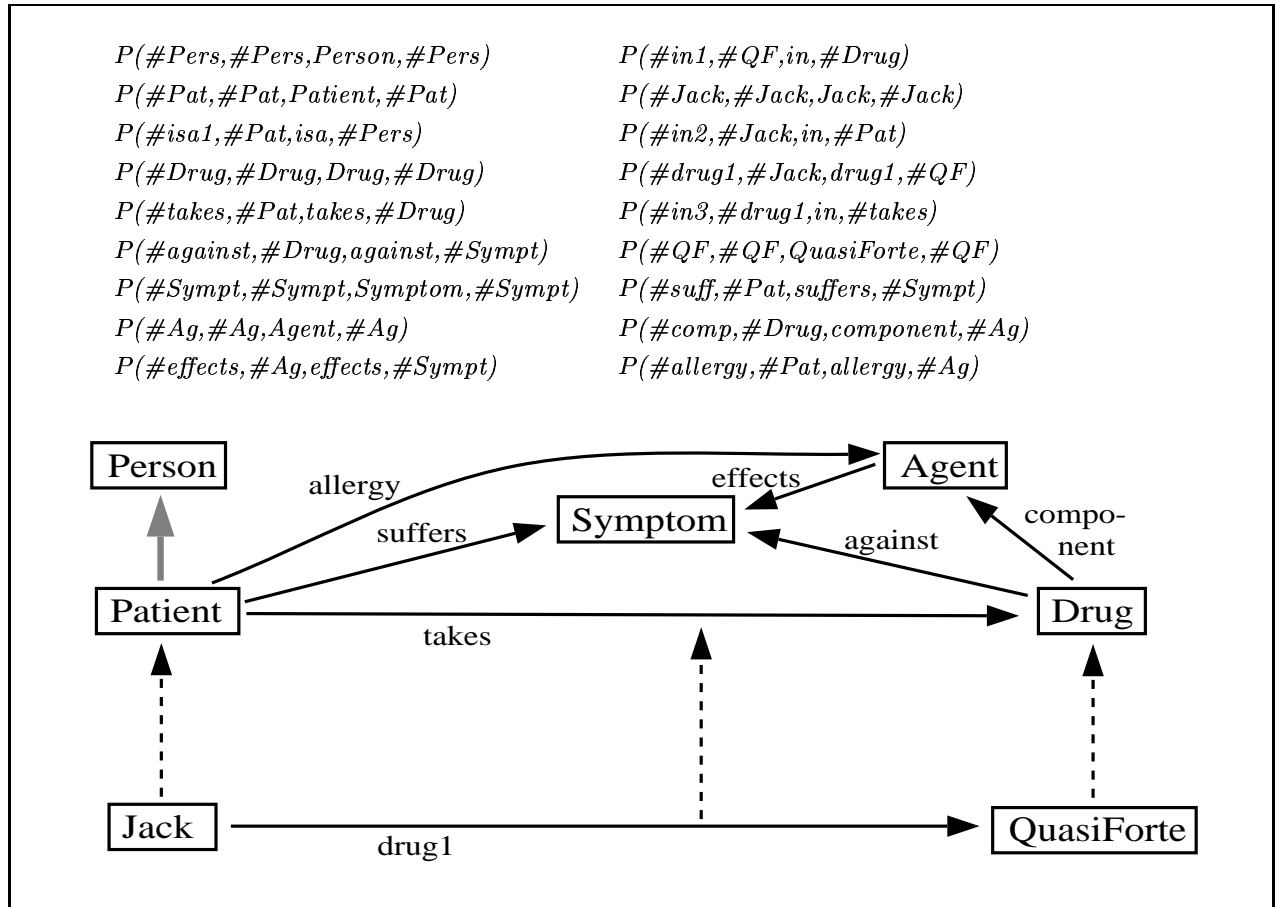 P(#Pers,#Pers,Person,#Pers)
P(#Pat,#Pat,Patient,#Pat)
P(#isa1,#Pat,isa,#Pers)
P(#Drug,#Drug,Drug,#Drug)
P(#takes,#Pat,takes,#Drug)
P(#against,#Drug,against,#Sympt)
P(#Sympt,#Sympt,Symptom,#Sympt)
P(#Ag,#Ag,Agent,#Ag)
P(#effects,#Ag,effects,#Sympt)
P(#in1,#QF,in,#Drug)
P(#Jack,#Jack,Jack,#Jack)
P(#in2,#Jack,in,#Pat)
P(#drug1,#Jack,drug1,#QF)
P(#in3,#drug1,in,#takes)
P(#QF,#QF,QuasiForte,#QF)
P(#suff,#Pat,suffers,#Sympt)
P(#comp,#Drug,component,#Ag)
P(#allergy,#Pat,allergy,#Ag)
Person
Agent
allergy
effects
Symptom
suffers
against
compo-
nent
Patient
Drug
takes
Jack
QuasiForte
drug1